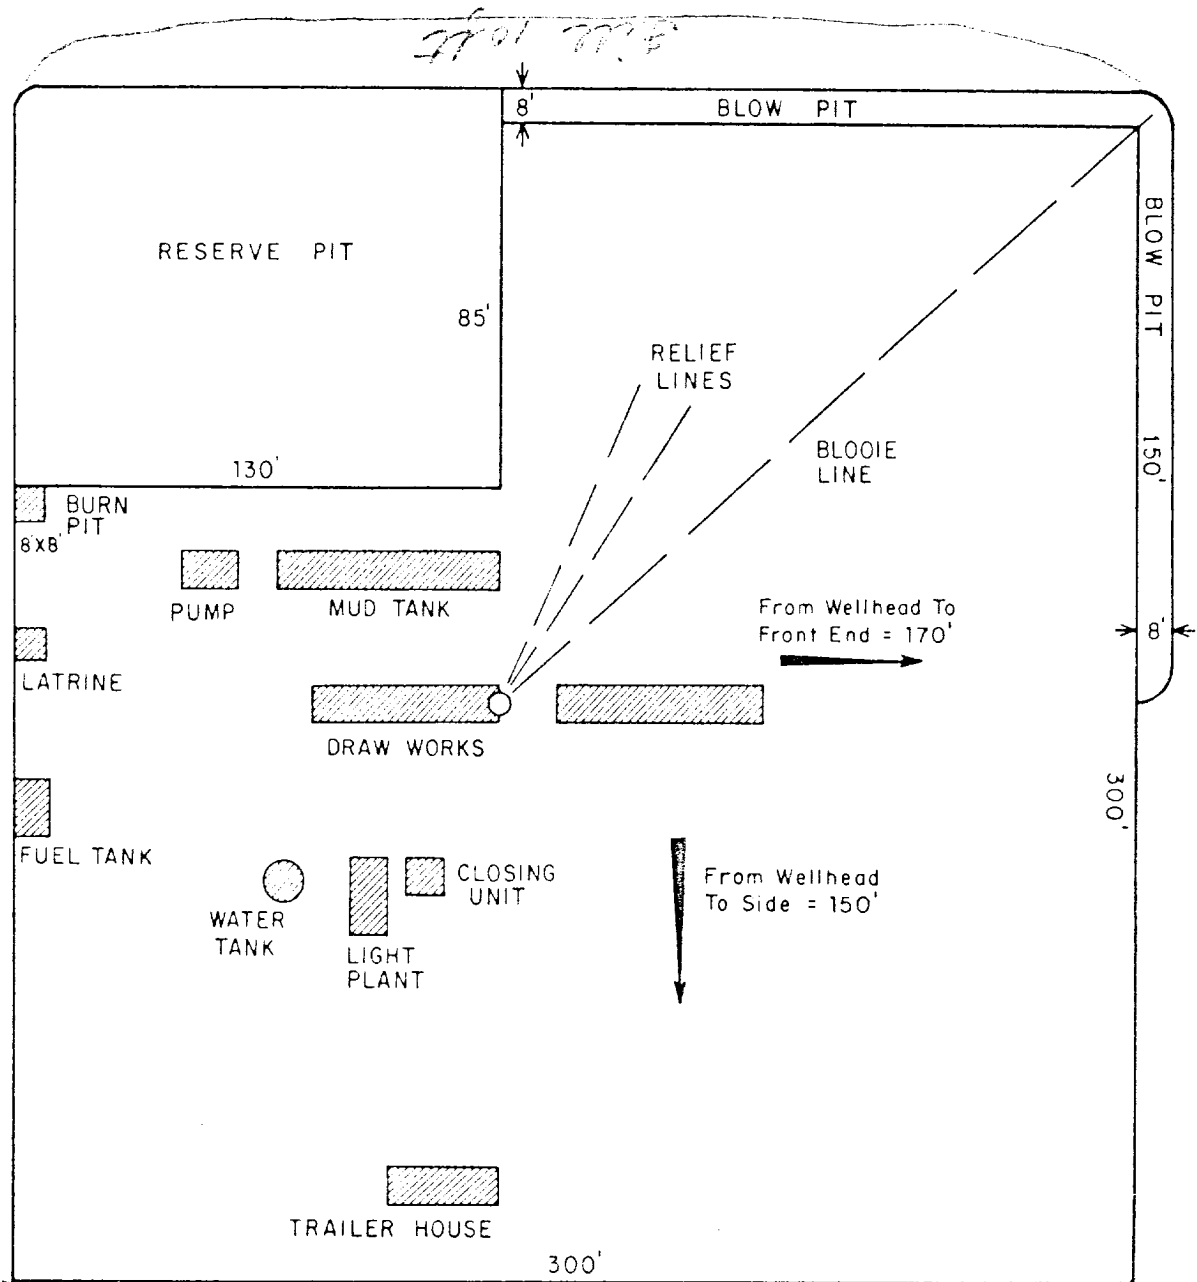 Fill 10ft
8'
BLOW PIT
BLOW PIT
RESERVE PIT
85'
RELIEF
LINES
BLOOIE
LINE
150'
130'
BURN
PIT
8'X8'
PUMP
MUD TANK
From Wellhead To
Front End = 170'
8'
LATRINE
DRAW WORKS
300'
FUEL TANK
CLOSING
UNIT
From Wellhead
To Side = 150'
WATER
TANK
LIGHT
PLANT
TRAILER HOUSE
300'